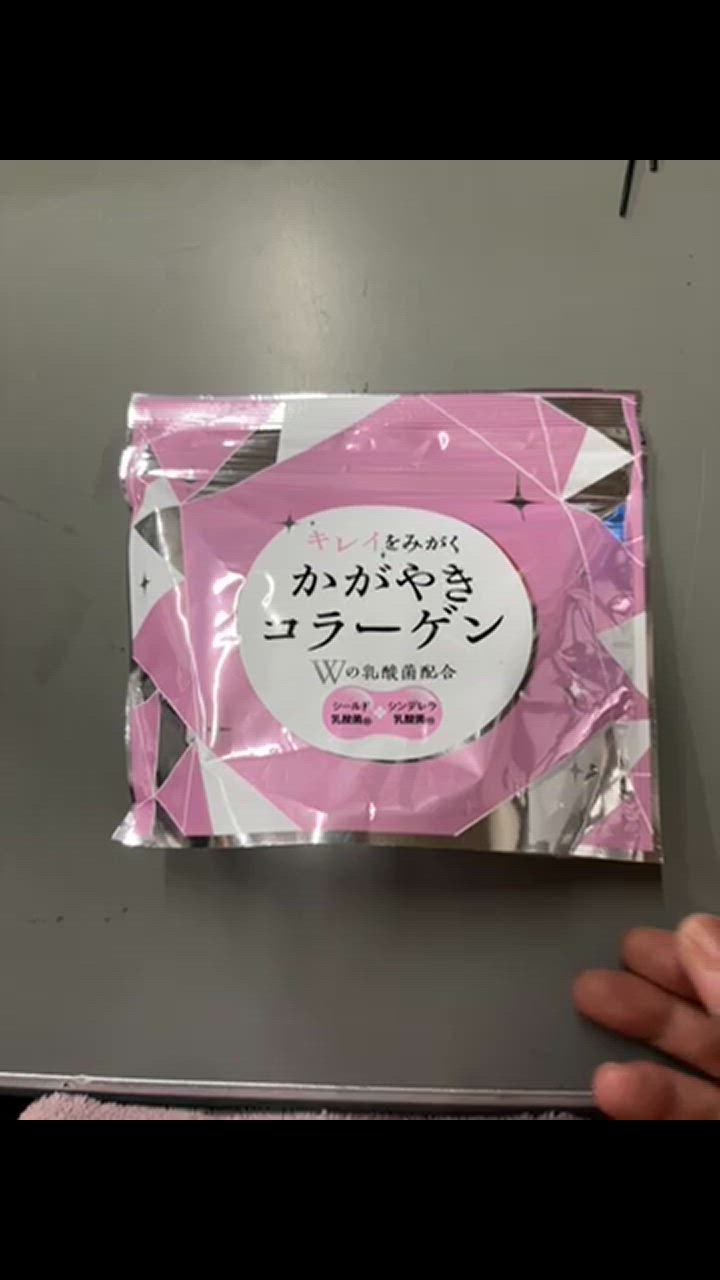 キレイをみがく
かがやき
コラーゲン
Wの乳酸菌配合
シールド シンデレラ
乳酸菌 乳酸菌